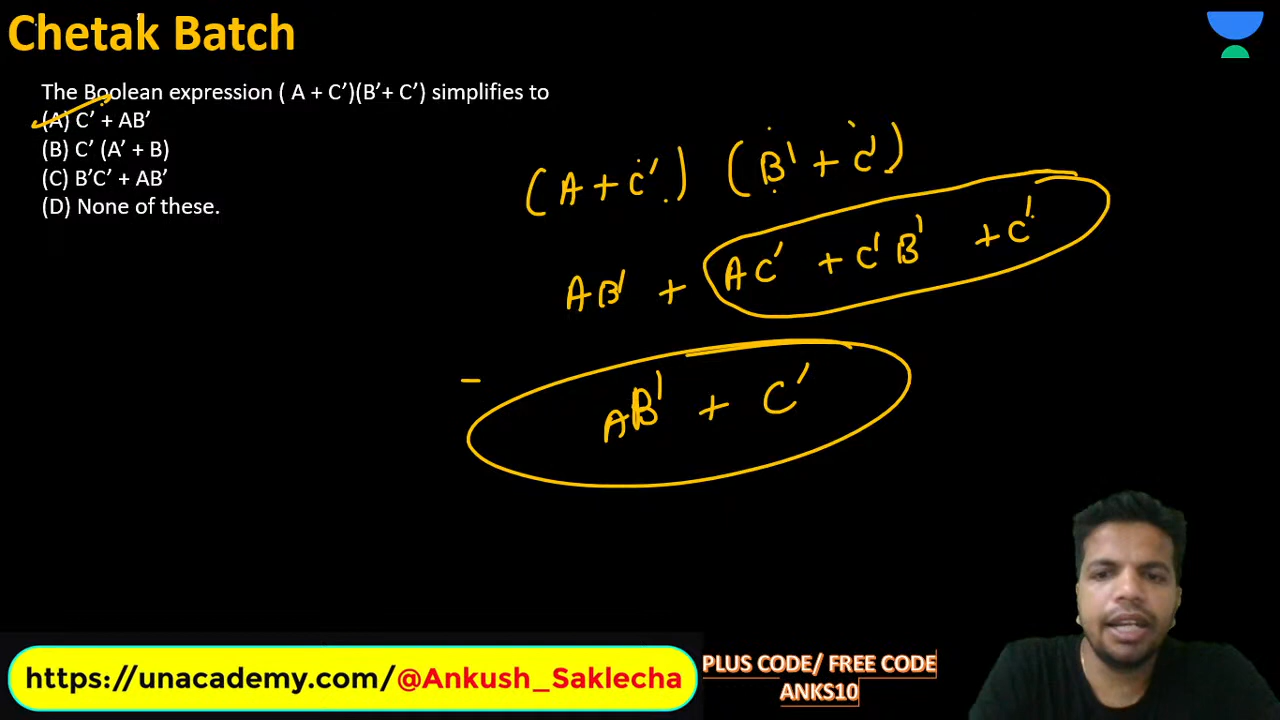 Chetak Batch
The Boolean expression ( A + C’)(B’+ C’) simplifies to
(A) C’ + AB’
(B) C’ (A’ + B)
(C) B’C’ + AB’
(D) None of these.
(A + C') (B' + C')
AB' + AC' + C'B' + C'
AB' + C'
https://unacademy.com/@Ankush_Saklecha
PLUS CODE/ FREE CODE
ANKS10